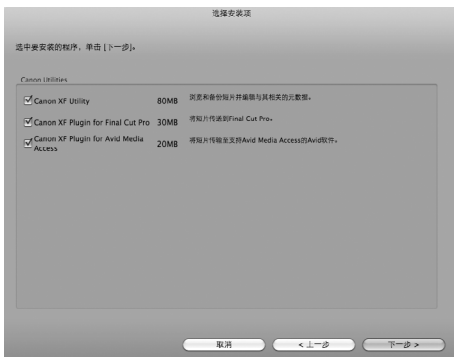 选择安装项
选中要安装的程序，单击 [下一步]。
Canon Utilities
Canon XF Utility 80MB 浏览和备份短片并编辑与其相关的元数据。
Canon XF Plugin for Final Cut Pro 30MB 将短片传送到Final Cut Pro。
Canon XF Plugin for Avid Media Access 20MB 将短片传输至支持Avid Media Access的Avid软件。
取消 < 上一步 下一步 >